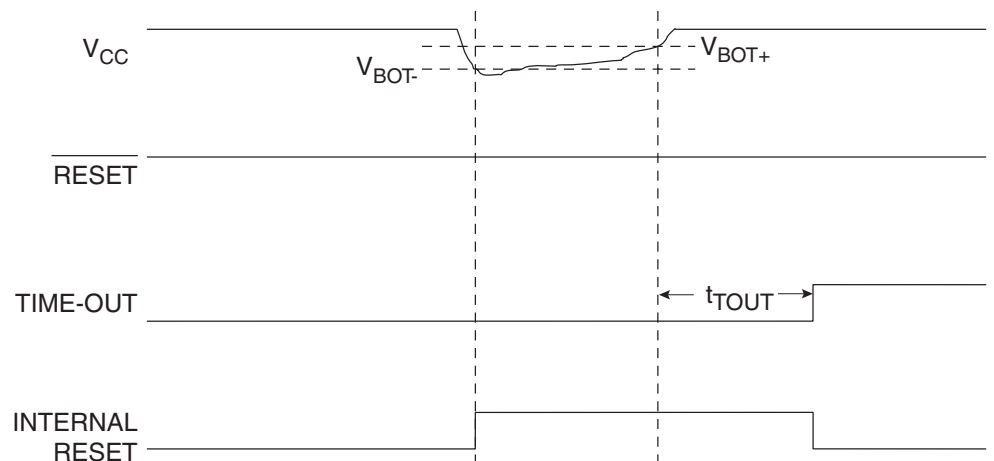 VCC
VBOT-
VBOT+
RESET
TIME-OUT
tTOUT
INTERNAL
RESET